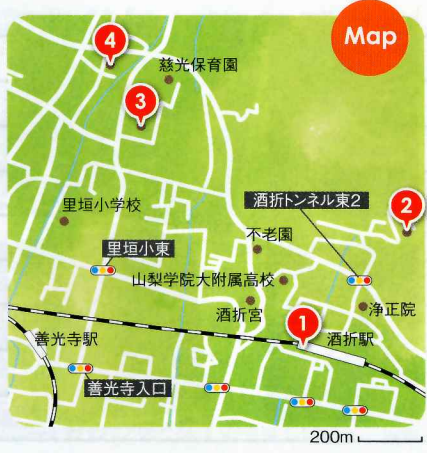 Map
4
慈光保育園
3
里垣小学校
酒折トンネル東2
2
不老園
里垣小東
山梨学院大附属高校
酒折宮
1
浄正院
善光寺駅
酒折駅
善光寺入口
200m